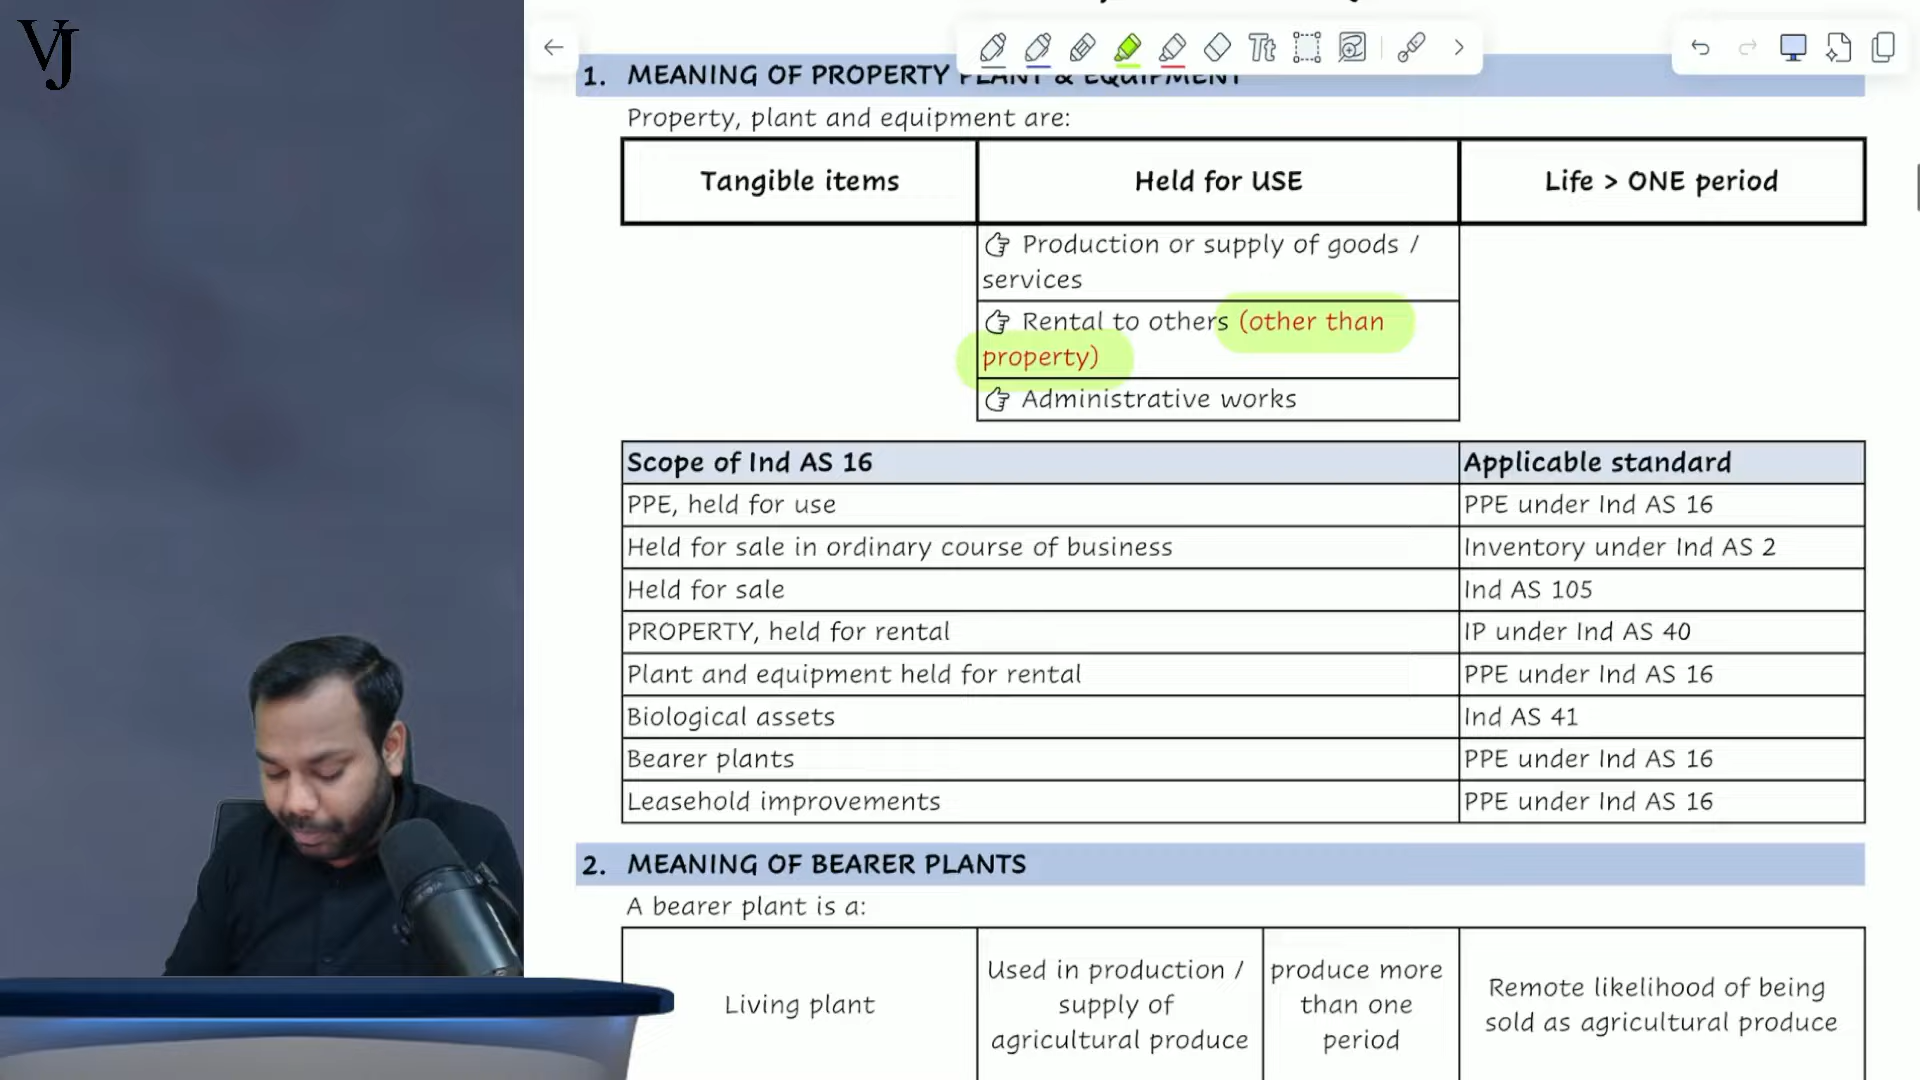 VJ
1. MEANING OF PROPERTY PLANT & EQUIPMENT
Property, plant and equipment are:
Tangible items
Held for USE
Life > ONE period
Production or supply of goods /
services
Rental to others (other than
property)
Administrative works
Scope of Ind AS 16
Applicable standard
PPE, held for use
PPE under Ind AS 16
Held for sale in ordinary course of business
Inventory under Ind AS 2
Held for sale
Ind AS 105
PROPERTY, held for rental
IP under Ind AS 40
Plant and equipment held for rental
PPE under Ind AS 16
Biological assets
Ind AS 41
Bearer plants
PPE under Ind AS 16
Leasehold improvements
PPE under Ind AS 16
2. MEANING OF BEARER PLANTS
A bearer plant is a:
Living plant
Used in production /
supply of
agricultural produce
produce more
than one
period
Remote likelihood of being
sold as agricultural produce